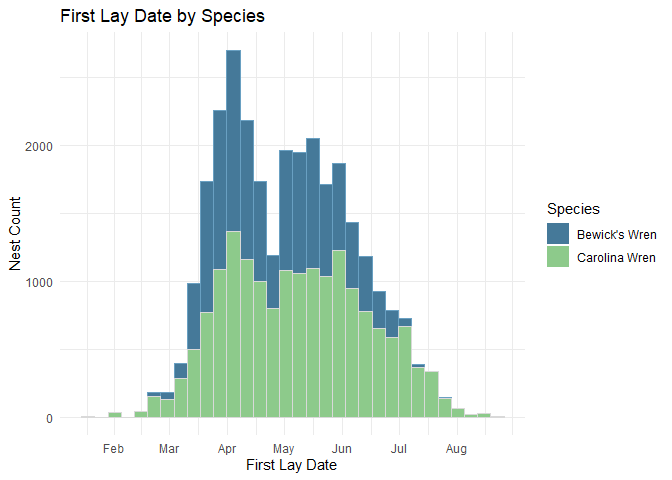 First Lay Date by Species
Nest Count
2000
1000
0
Feb Mar Apr May Jun Jul Aug
First Lay Date
Species
Bewick's Wren
Carolina Wren